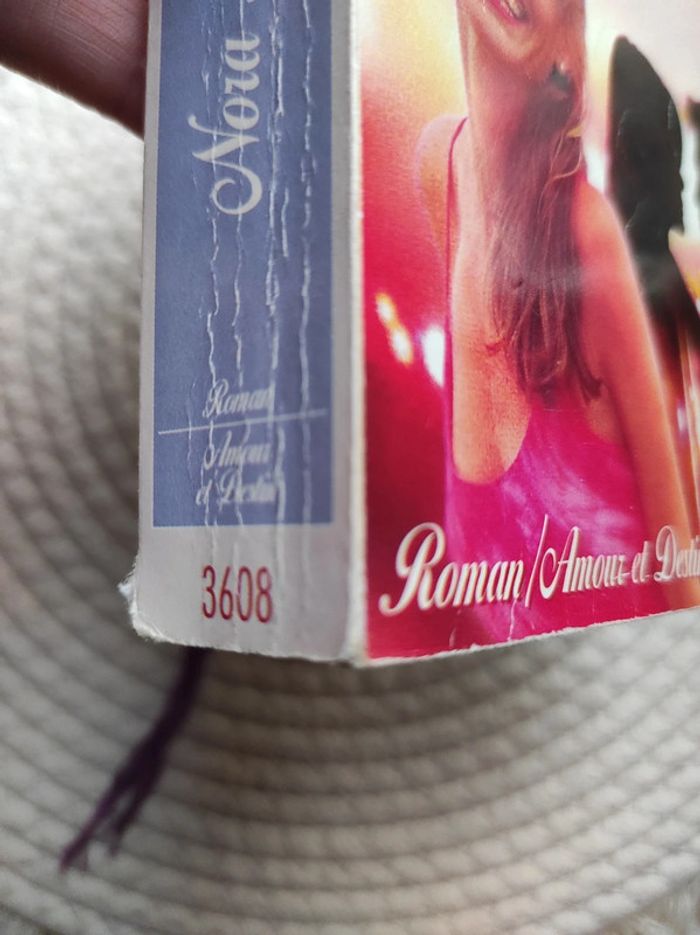 Nora
Roman
Amour
et Destin
3608
Roman/Amour et Destin